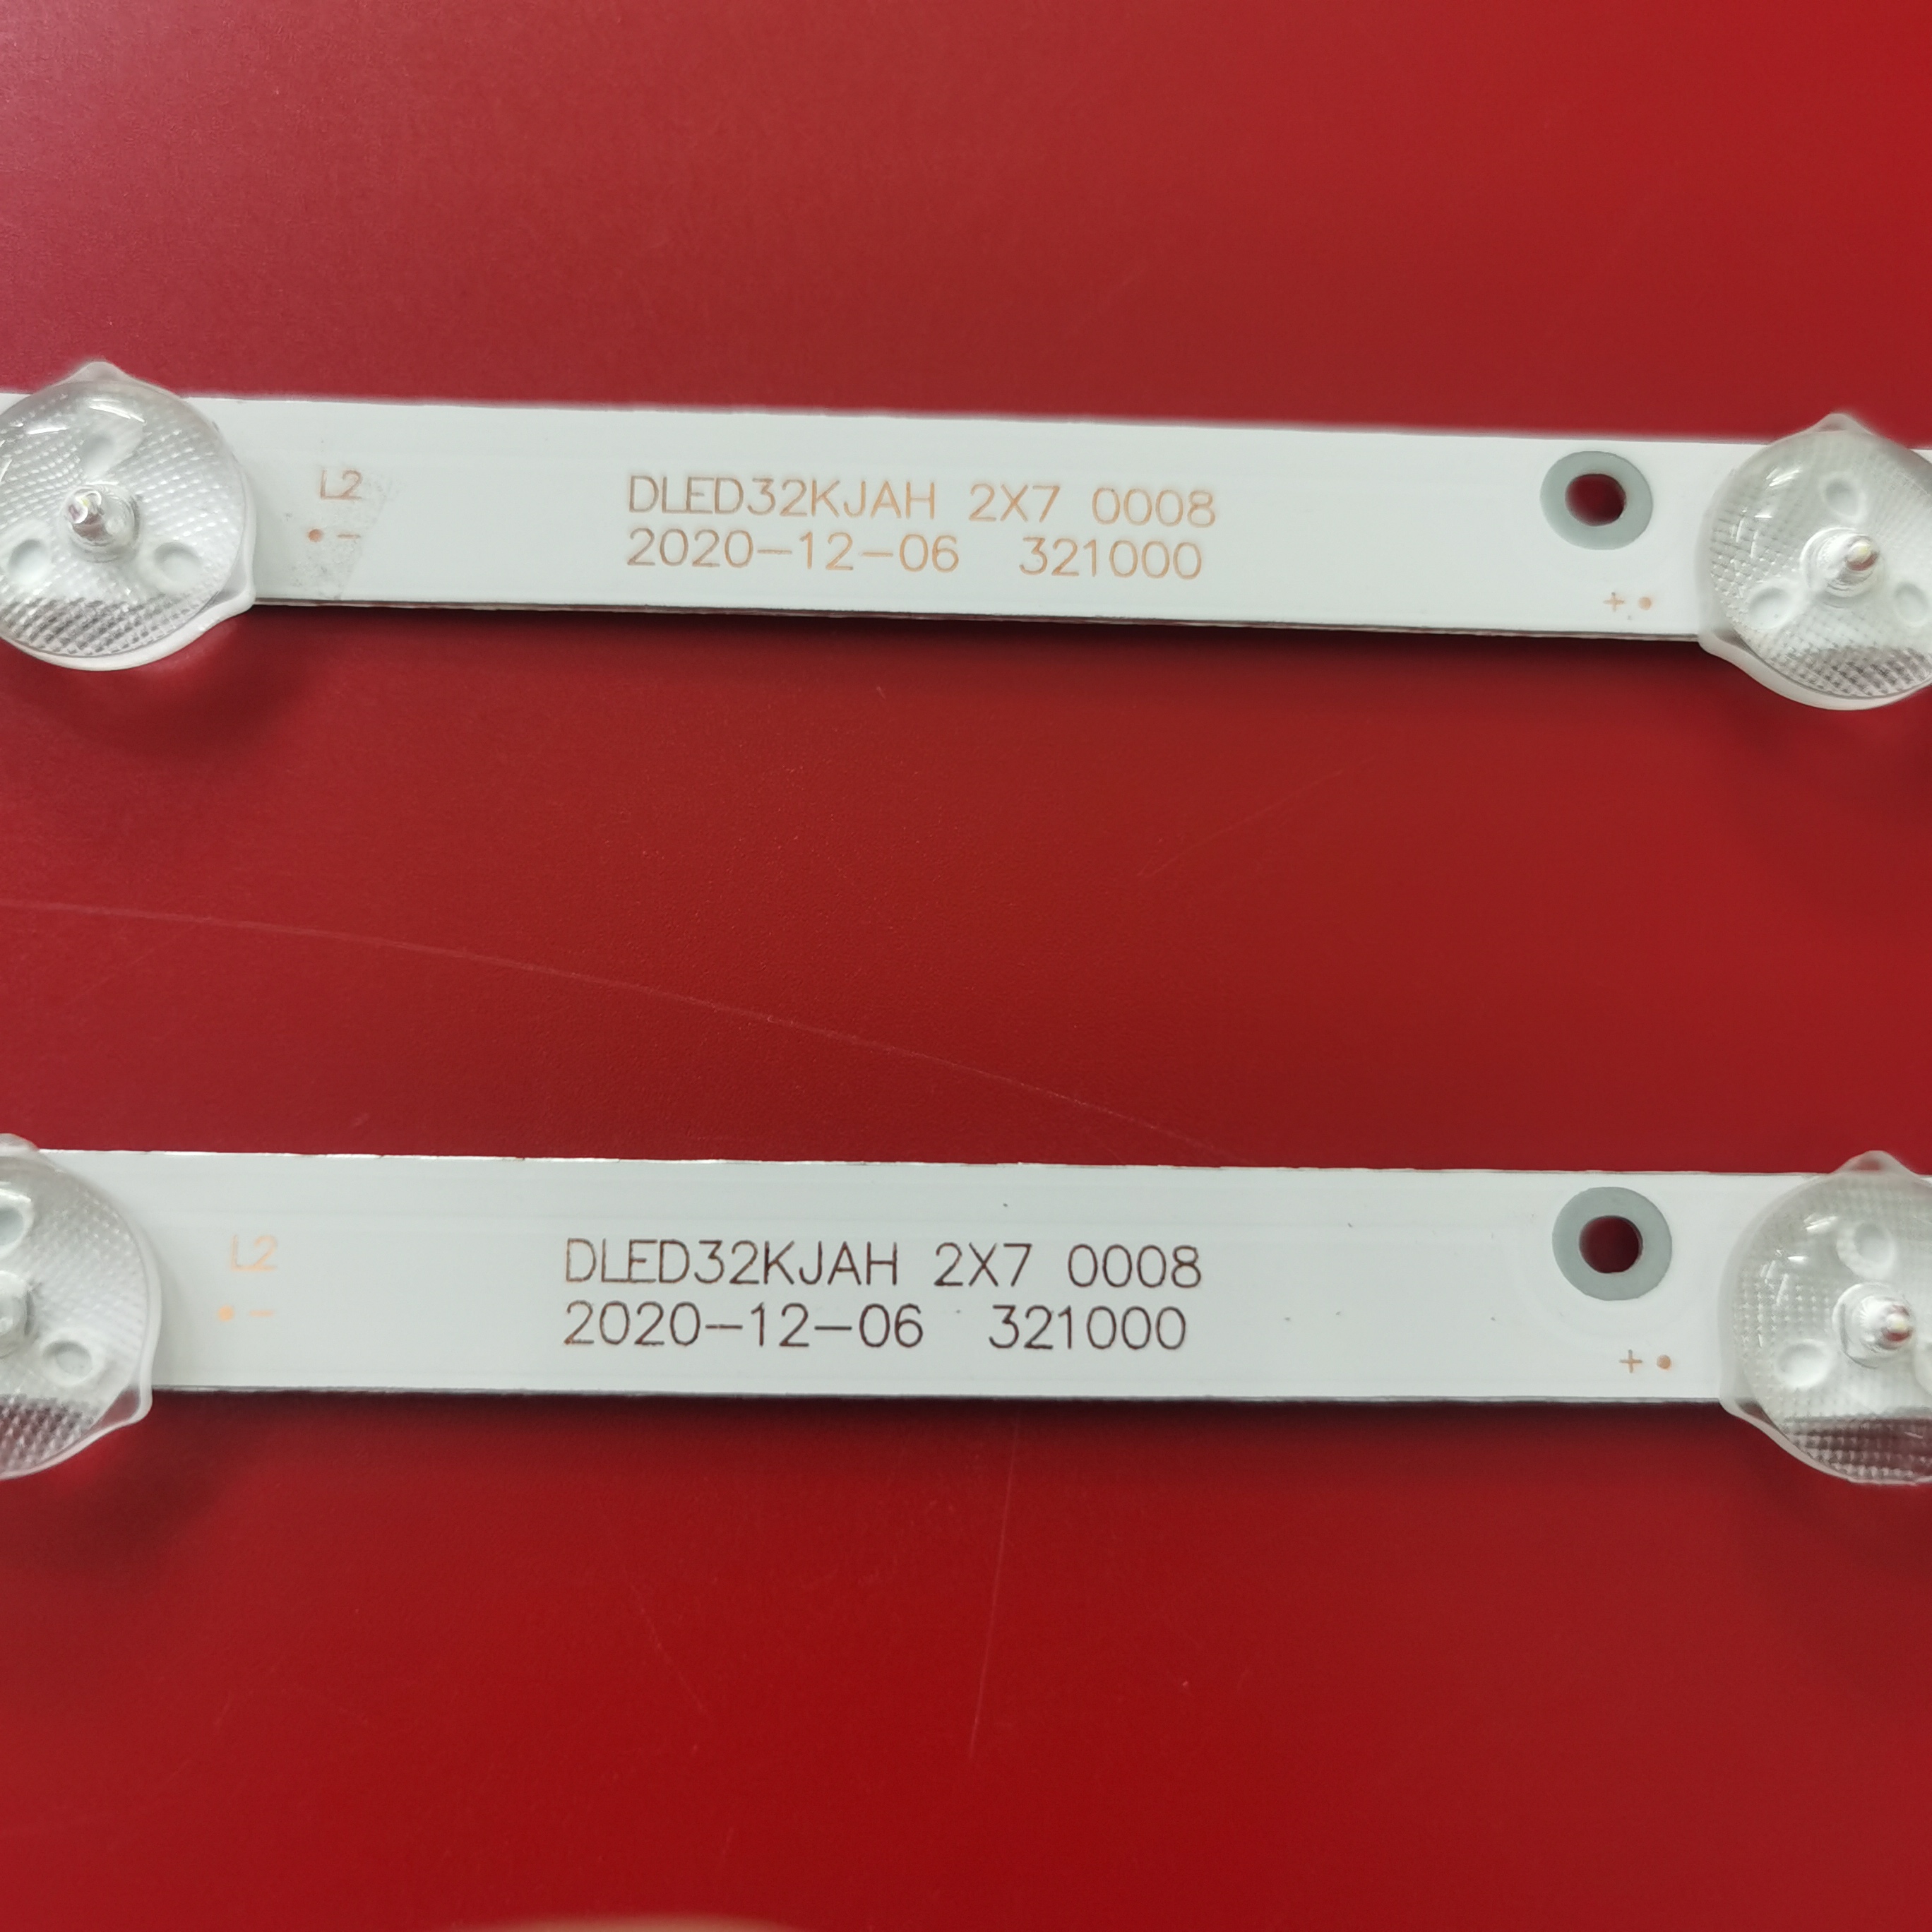 L2
• -
DLED32KJAH 2X7 0008
2020-12-06 321000
+ •
L2
• -
DLED32KJAH 2X7 0008
2020-12-06 321000
+ •